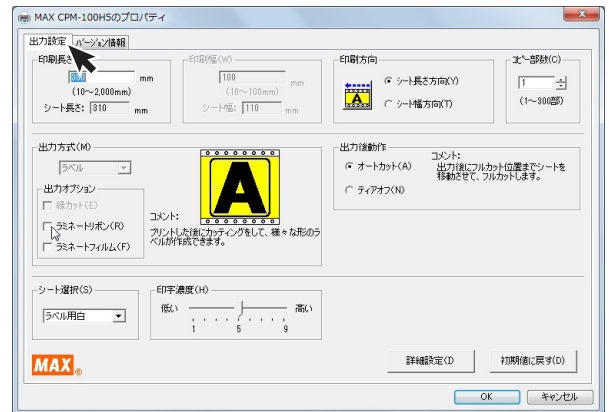 MAX CPM-100H5のプロパティ
出力設定 バージョン情報
印刷長さ
mm
(10～2,000mm)
シート長さ: 310 mm
印刷幅(W)
100 mm
(10～100mm)
シート幅: 110 mm
印刷方向
A
シート長さ方向(Y)
シート幅方向(T)
コピー部数(C)
1
(1～300部)
出力方式(M)
ラベル
出力オプション
縁カット(E)
ラミネートリボン(R)
ラミネートフィルム(F)
A
コメント:
プリントした後にカッティングをして、様々な形のラ
ベルが作成できます。
出力後動作
オートカット(A)
ティアオフ(N)
コメント:
出力後にフルカット位置までシートを
移動させて、フルカットします。
シート選択(S)
ラベル用白
印字濃度(H)
低い 高い
1 5 9
MAX®
詳細設定(I) 初期値に戻す(D)
OK キャンセル